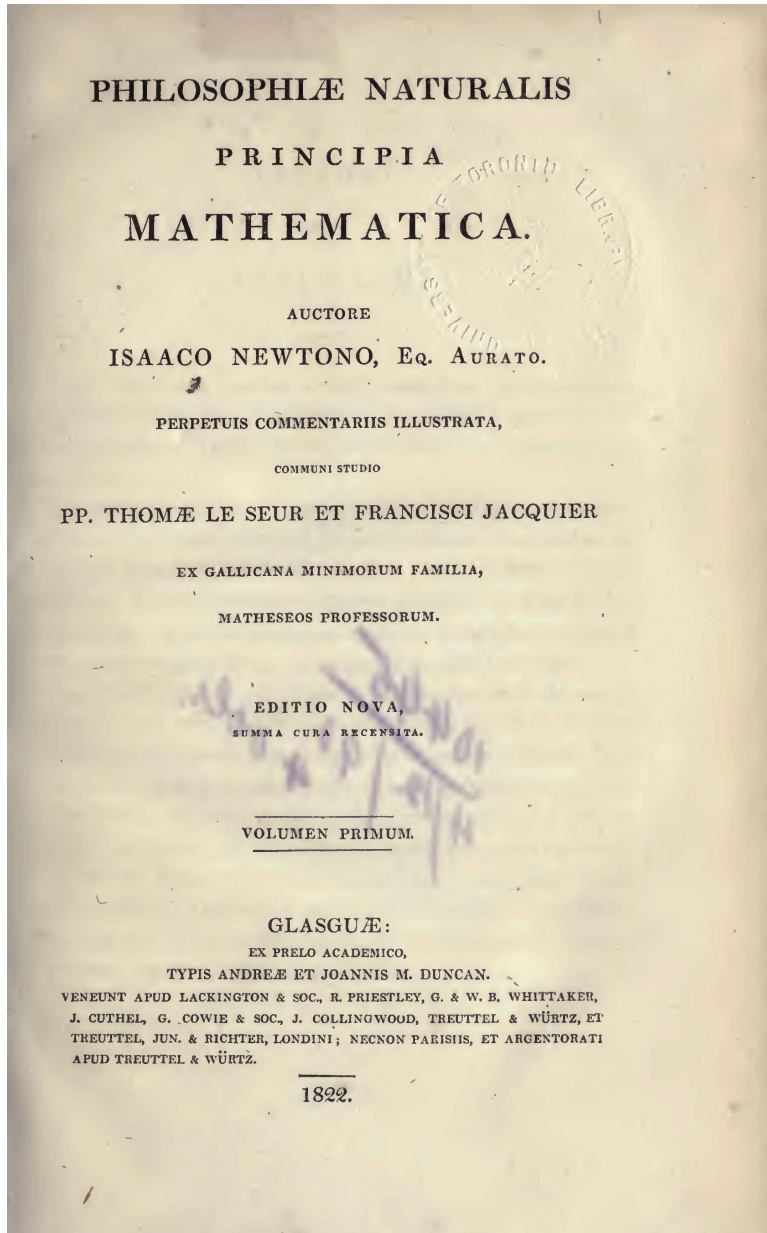 PHILOSOPHIÆ NATURALIS
PRINCIPIA
MATHEMATICA.
AUCTORE
ISAACO NEWTONO, EQ. AURATO.
PERPETUIS COMMENTARIIS ILLUSTRATA,
COMMUNI STUDIO
PP. THOMÆ LE SEUR ET FRANCISCI JACQUIER
EX GALLICANA MINIMORUM FAMILIA,
MATHESEOS PROFESSORUM.
EDITIO NOVA,
SUMMA CURA RECENSITA.
VOLUMEN PRIMUM.
GLASGUÆ:
EX PRELO ACADEMICO,
TYPIS ANDREÆ ET JOANNIS M. DUNCAN.
VENEUNT APUD LACKINGTON & SOC., R. PRIESTLEY, G. & W. B. WHITTAKER,
J. CUTHEL, G. COWIE & SOC., J. COLLINGWOOD, TREUTTEL & WÜRTZ, ET
TREUTTEL, JUN. & RICHTER, LONDINI; NECNON PARISIIS, ET ARGENTORATI
APUD TREUTTEL & WÜRTZ.
1822.